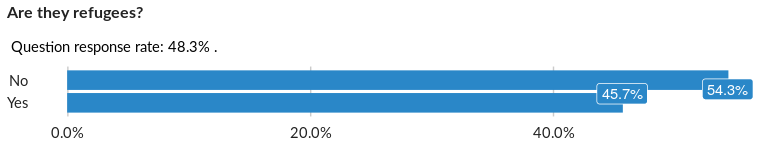 Are they refugees?
Question response rate: 48.3% .
No
54.3%
Yes
45.7%
0.0% 20.0% 40.0%